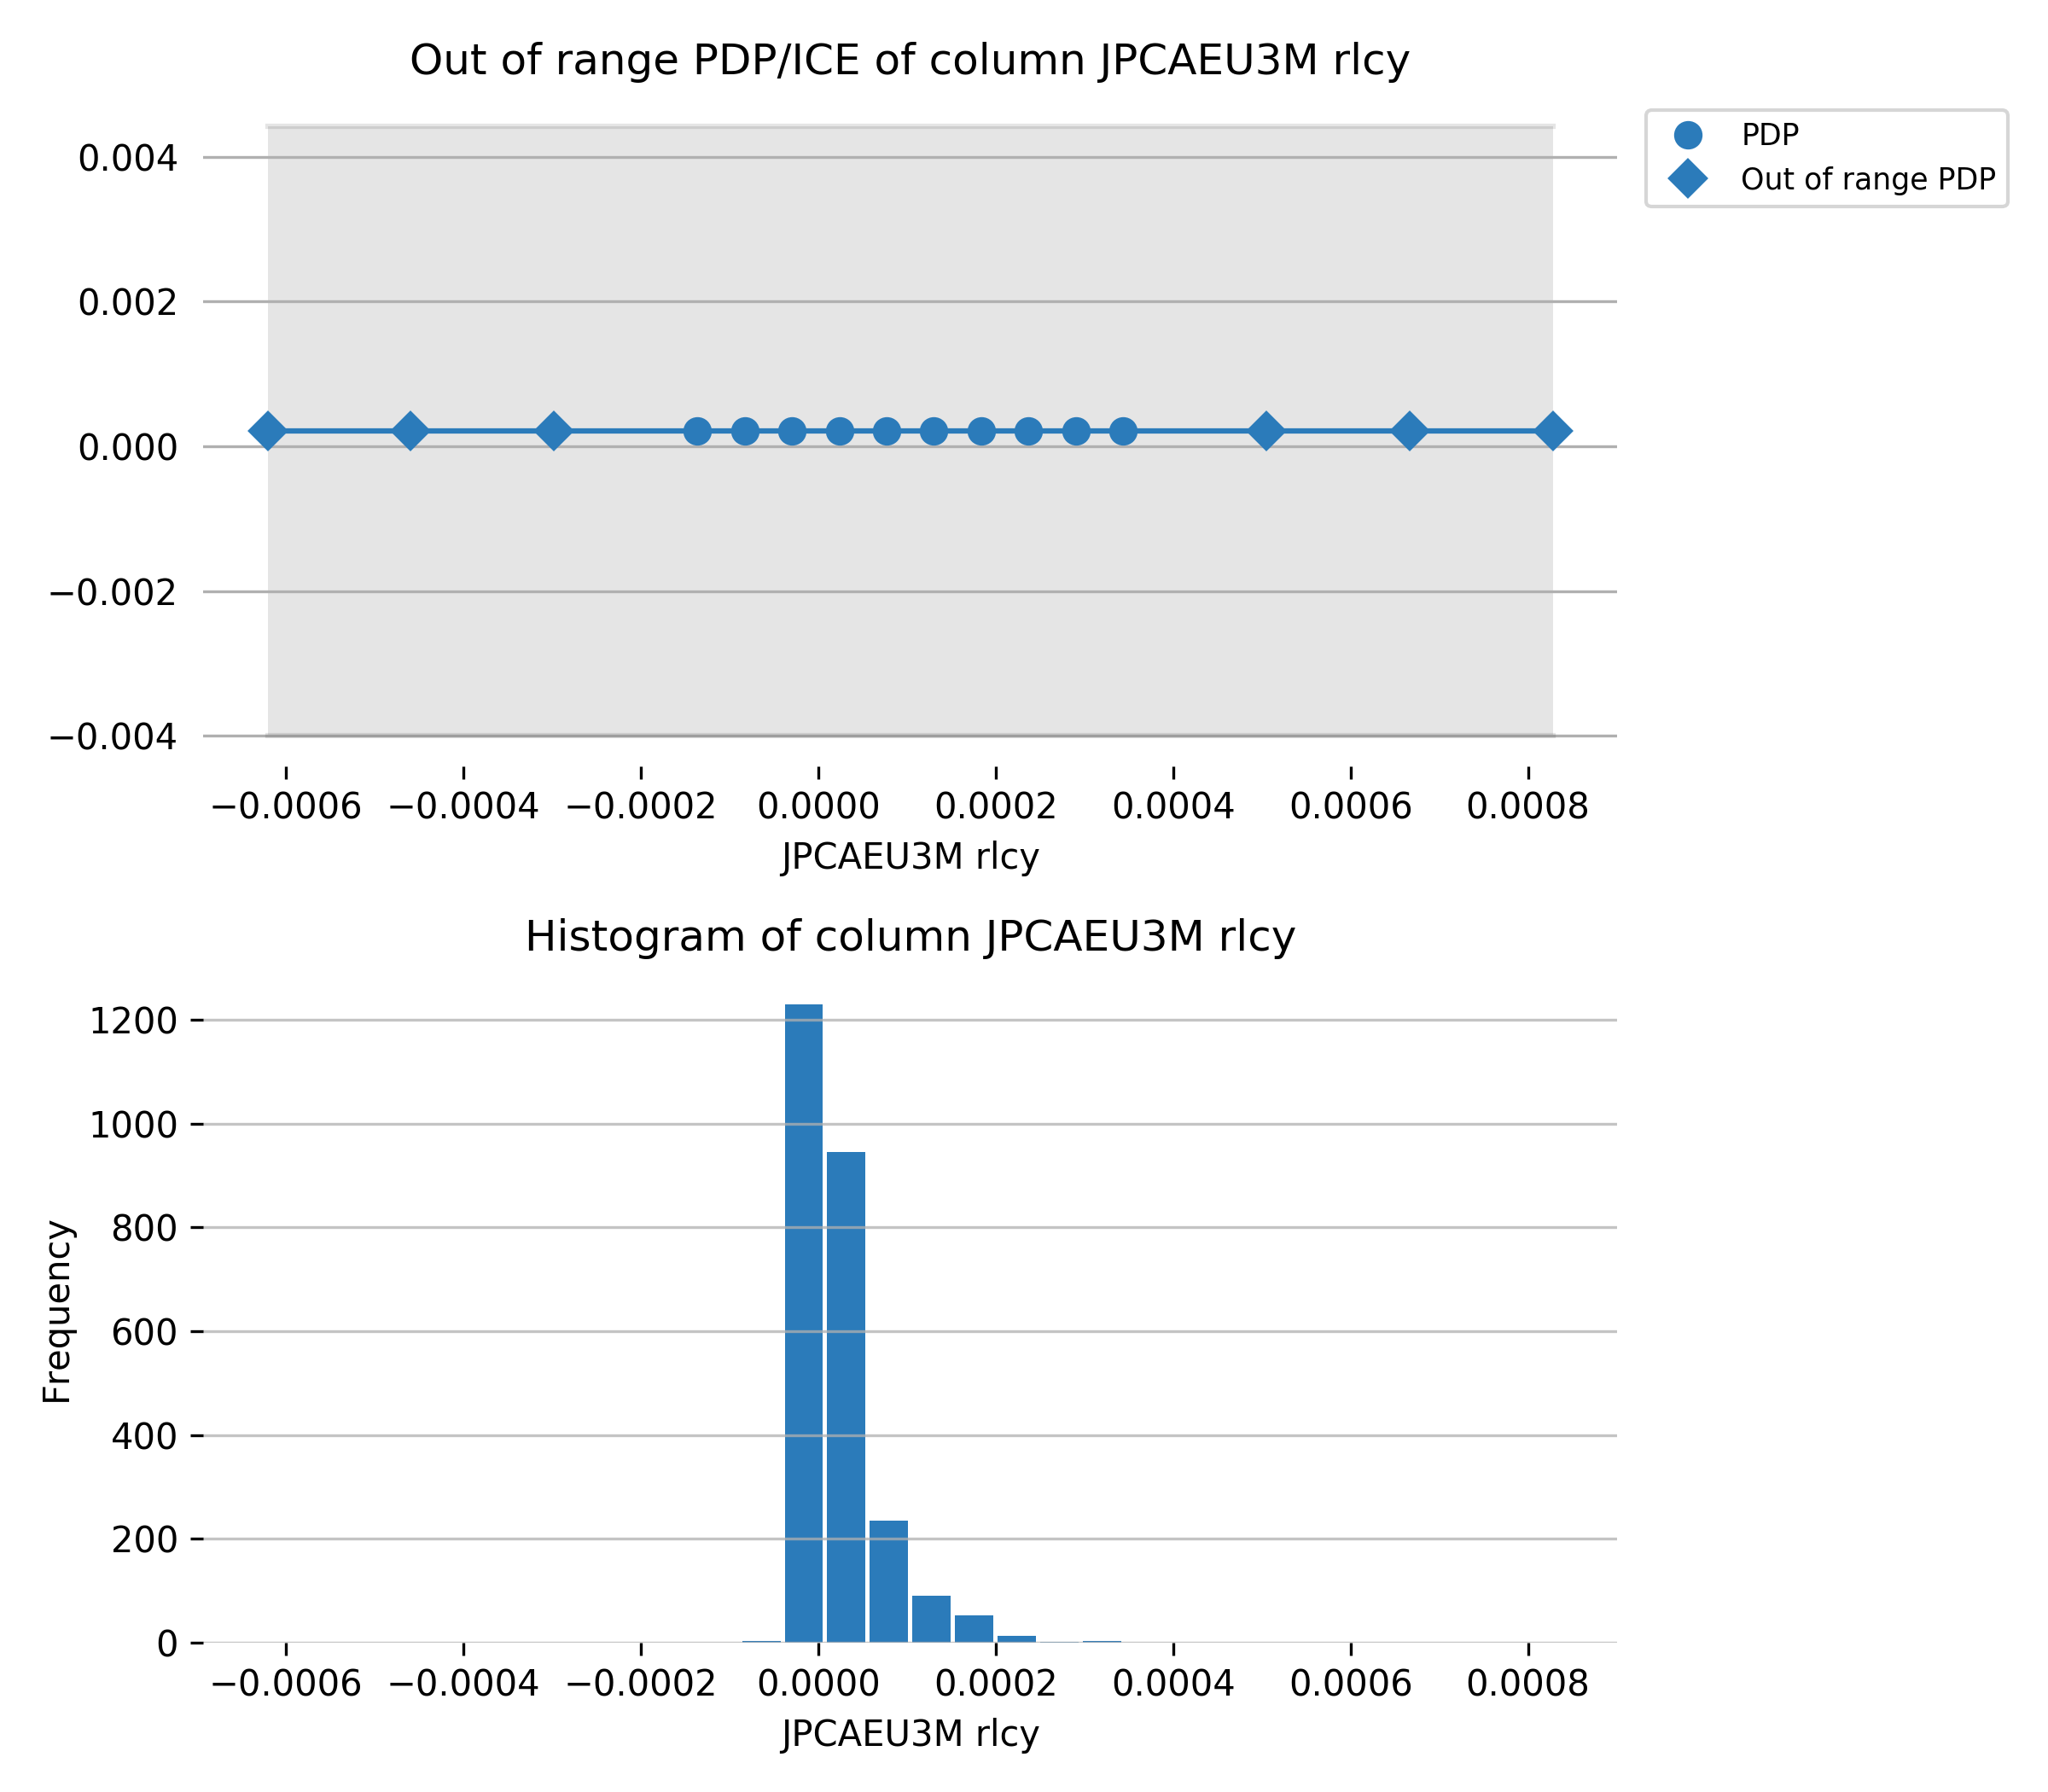 Out of range PDP/ICE of column JPCAEU3M rlcy
PDP
Out of range PDP
0.004
0.002
0.000
−0.002
−0.004
−0.0006 −0.0004 −0.0002 0.0000 0.0002 0.0004 0.0006 0.0008
JPCAEU3M rlcy
Histogram of column JPCAEU3M rlcy
Frequency
1200
1000
800
600
400
200
0
−0.0006 −0.0004 −0.0002 0.0000 0.0002 0.0004 0.0006 0.0008
JPCAEU3M rlcy